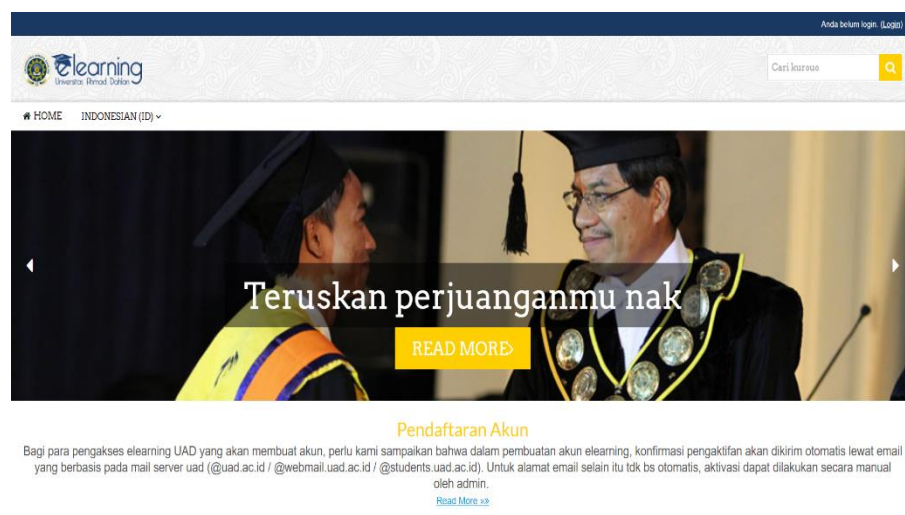 Anda belum login. (Login)
elearning
Universitas Ahmad Dahlan
Cari kursus
HOME INDONESIAN (ID)
Teruskan perjuanganmu nak
READ MORE
Pendaftaran Akun
Bagi para pengakses elearning UAD yang akan membuat akun, perlu kami sampaikan bahwa dalam pembuatan akun elearning, konfirmasi pengaktifan akan dikirim otomatis lewat email
yang berbasis pada mail server uad (@uad.ac.id / @webmail.uad.ac.id / @students.uad.ac.id). Untuk alamat email selain itu tdk bs otomatis, aktivasi dapat dilakukan secara manual
oleh admin.
Read More »»